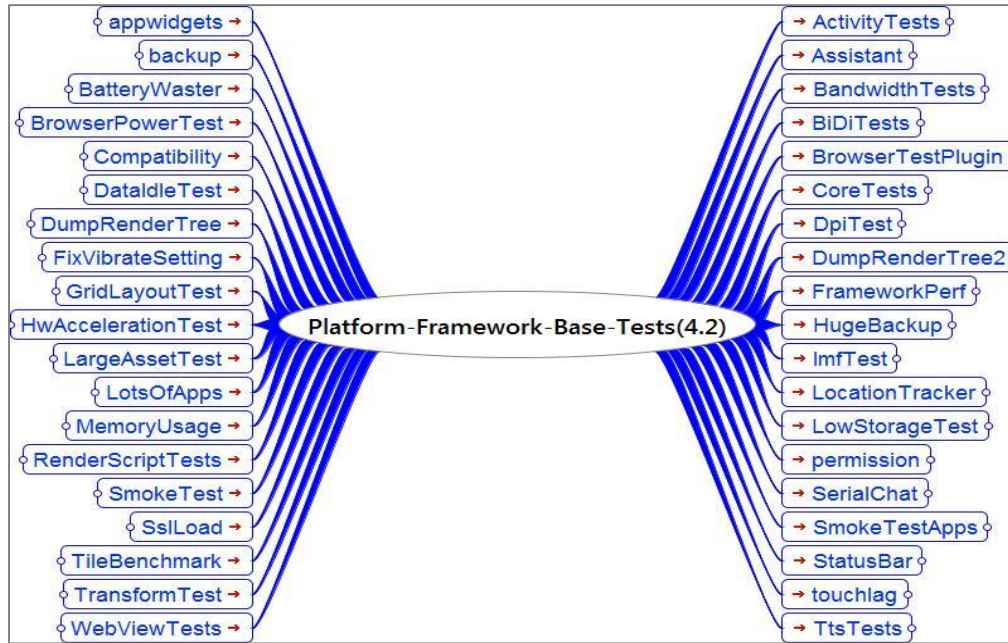 appwidgets
backup
BatteryWaster
BrowserPowerTest
Compatibility
DataIdleTest
DumpRenderTree
FixVibrateSetting
GridLayoutTest
HwAccelerationTest
LargeAssetTest
LotsOfApps
MemoryUsage
RenderScriptTests
SmokeTest
SslLoad
TileBenchmark
TransformTest
WebViewTests
Platform-Framework-Base-Tests(4.2)
ActivityTests
Assistant
BandwidthTests
BiDiTests
BrowserTestPlugin
CoreTests
DpiTest
DumpRenderTree2
FrameworkPerf
HugeBackup
ImfTest
LocationTracker
LowStorageTest
permission
SerialChat
SmokeTestApps
StatusBar
touchlag
TtsTests